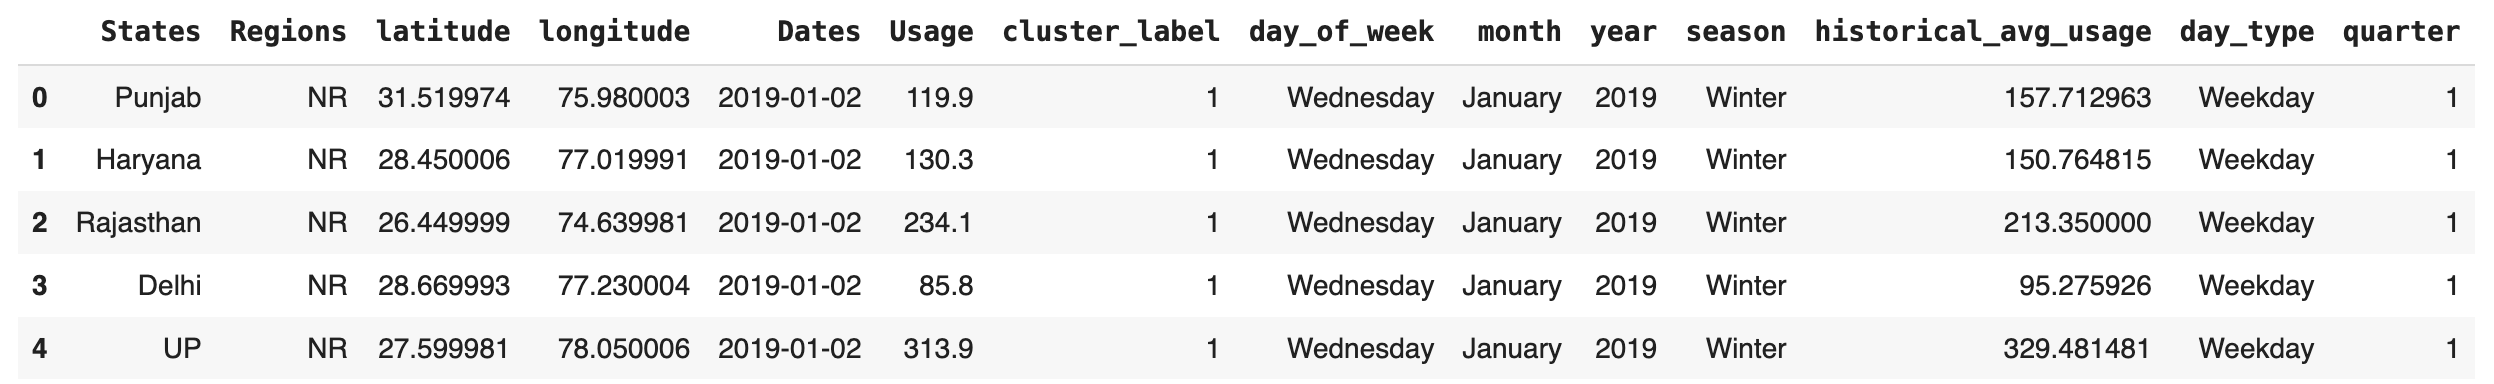 States Regions latitude longitude Dates Usage cluster_label day_of_week month year season historical_avg_usage day_type quarter
0 Punjab NR 31.519974 75.980003 2019-01-02 119.9 1 Wednesday January 2019 Winter 157.712963 Weekday 1
1 Haryana NR 28.450006 77.019991 2019-01-02 130.3 1 Wednesday January 2019 Winter 150.764815 Weekday 1
2 Rajasthan NR 26.449999 74.639981 2019-01-02 234.1 1 Wednesday January 2019 Winter 213.350000 Weekday 1
3 Delhi NR 28.669993 77.230004 2019-01-02 85.8 1 Wednesday January 2019 Winter 95.275926 Weekday 1
4 UP NR 27.599981 78.050006 2019-01-02 313.9 1 Wednesday January 2019 Winter 329.481481 Weekday 1